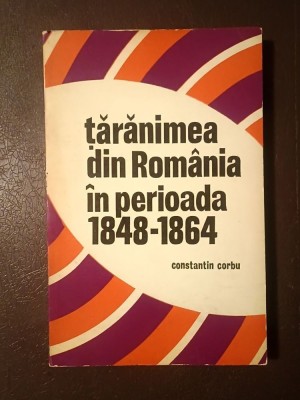 țărănimea
din România
în perioada
1848-1864
constantin corbu